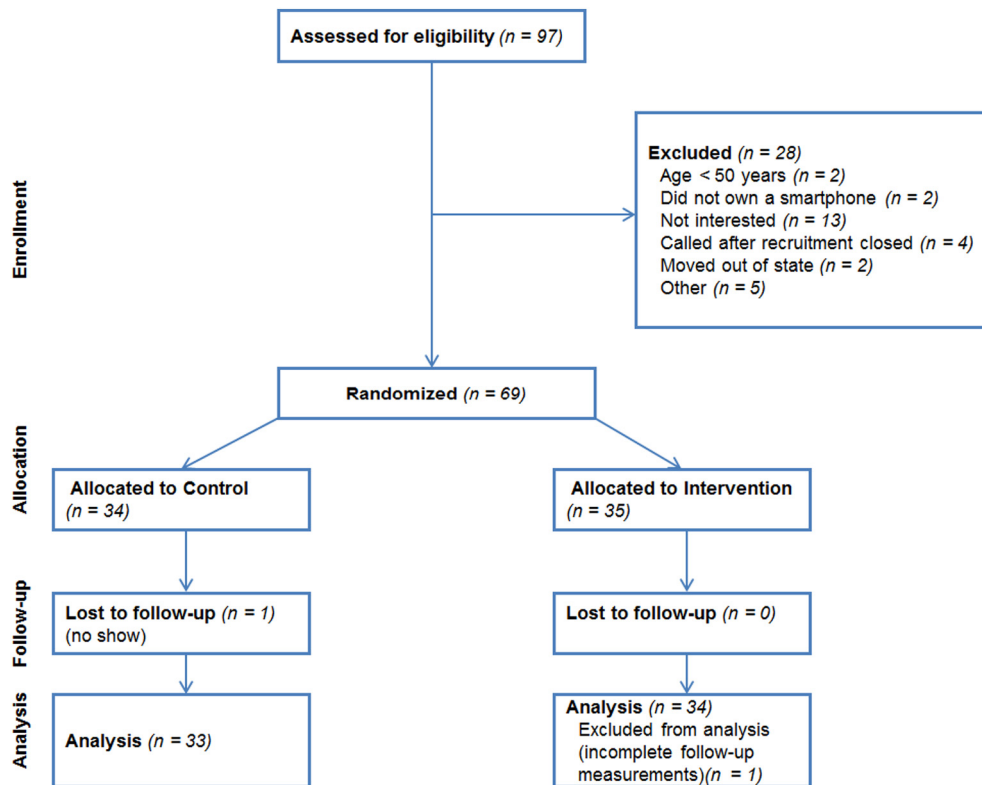 Assessed for eligibility (n = 97)
Enrollment
Excluded (n = 28)
Age < 50 years (n = 2)
Did not own a smartphone (n = 2)
Not interested (n = 13)
Called after recruitment closed (n = 4)
Moved out of state (n = 2)
Other (n = 5)
Randomized (n = 69)
Allocation
Allocated to Control
(n = 34)
Allocated to Intervention
(n = 35)
Follow-up
Lost to follow-up (n = 1)
(no show)
Lost to follow-up (n = 0)
Analysis
Analysis (n = 33)
Analysis (n = 34)
Excluded from analysis
(incomplete follow-up
measurements)(n = 1)